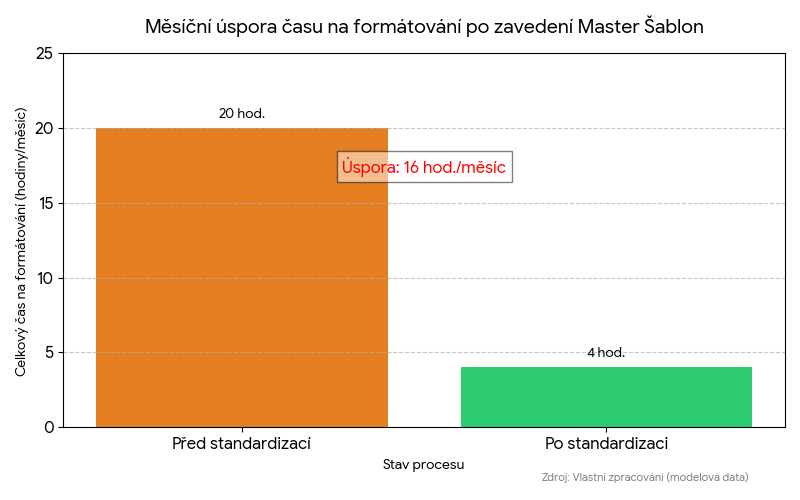 Měsíční úspora času na formátování po zavedení Master Šablon
Celkový čas na formátování (hodiny/měsíc)
25
20
15
10
5
0
20 hod.
Úspora: 16 hod./měsíc
4 hod.
Před standardizací
Po standardizaci
Stav procesu
Zdroj: Vlastní zpracování (modelová data)